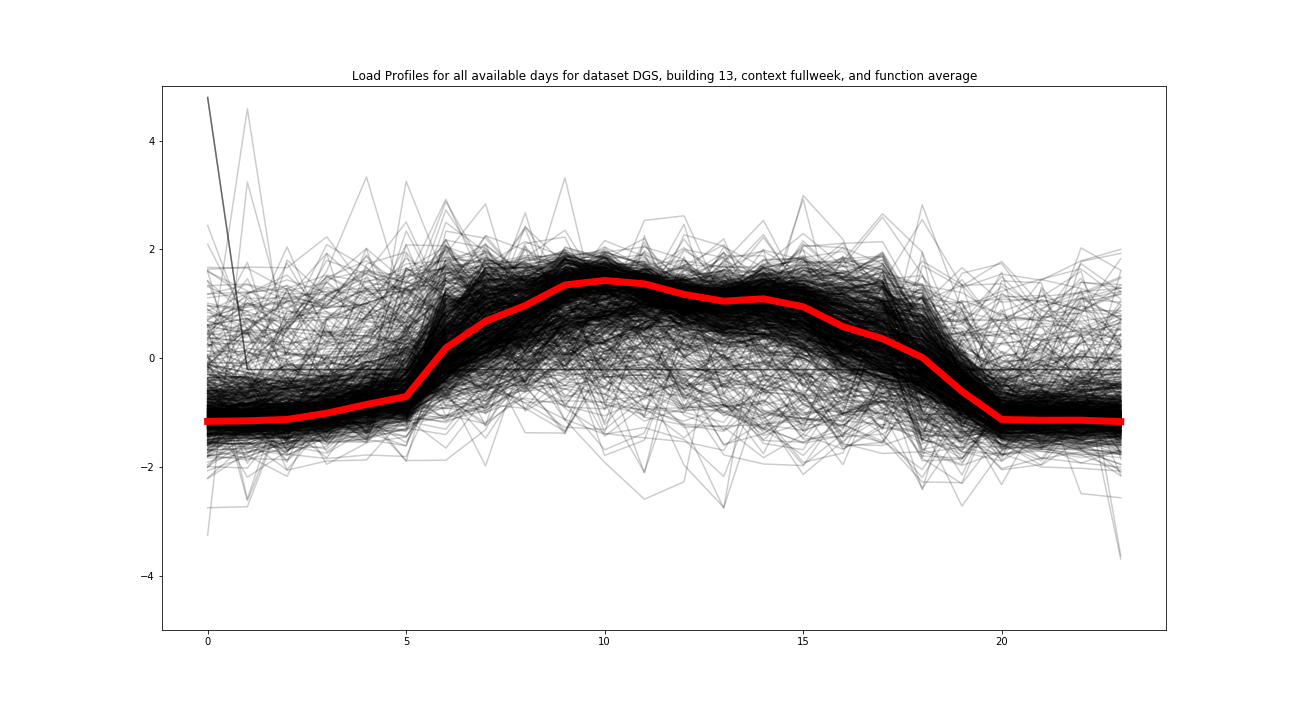 Load Profiles for all available days for dataset DGS, building 13, context fullweek, and function average
4
2
0
−2
−4
0 5 10 15 20